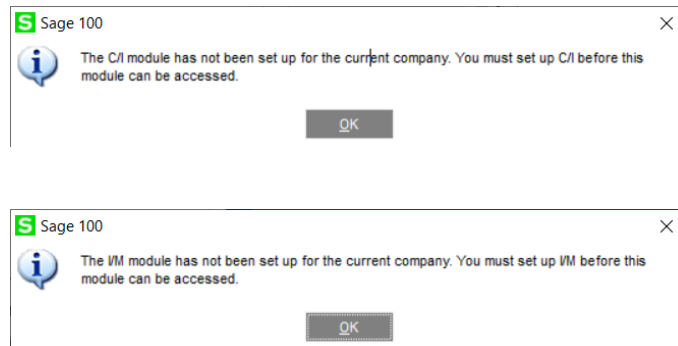 S Sage 100
The C/I module has not been set up for the current company. You must set up C/I before this
module can be accessed.
OK
S Sage 100
The I/M module has not been set up for the current company. You must set up I/M before this
module can be accessed.
OK